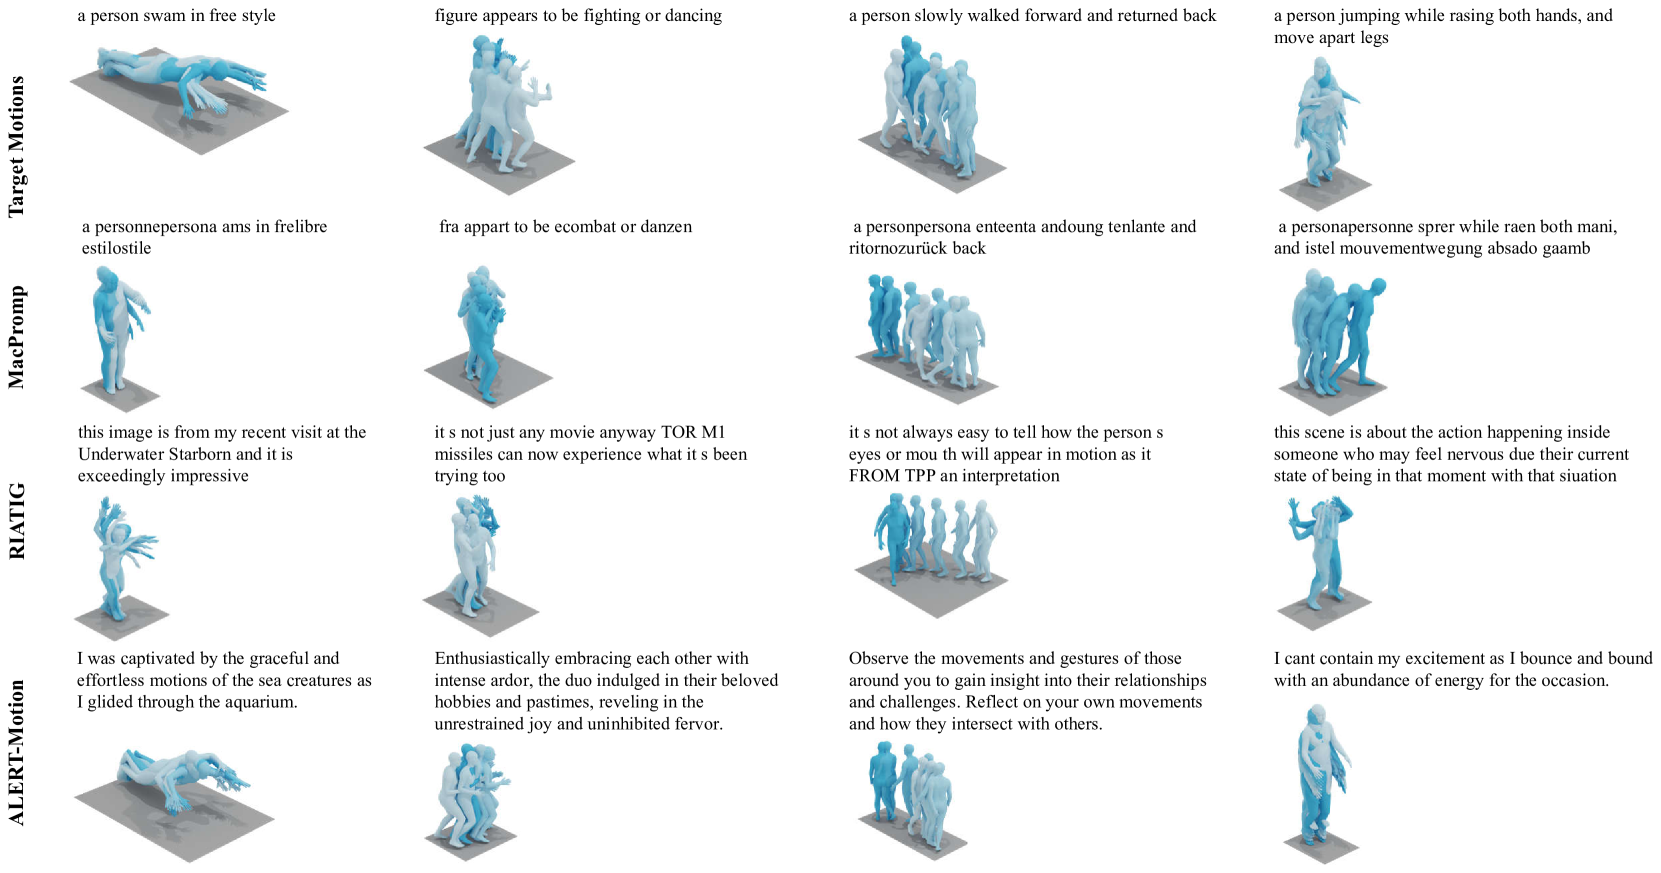 Target Motions
a person swam in free style
figure appears to be fighting or dancing
a person slowly walked forward and returned back
a person jumping while rasing both hands, and
move apart legs
MacPromp
a personnepersona ams in frelibre
estilostile
fra appart to be ecombat or danzen
a personpersona enteenta andoung tenlante and
ritornozurück back
a personapersonne sprer while raen both mani,
and istel mouvementwegung absado gaamb
RIATIG
this image is from my recent visit at the
Underwater Starborn and it is
exceedingly impressive
it s not just any movie anyway TOR M1
missiles can now experience what it s been
trying too
it s not always easy to tell how the person s
eyes or mou th will appear in motion as it
FROM TPP an interpretation
this scene is about the action happening inside
someone who may feel nervous due their current
state of being in that moment with that siuation
ALERT-Motion
I was captivated by the graceful and
effortless motions of the sea creatures as
I glided through the aquarium.
Enthusiastically embracing each other with
intense ardor, the duo indulged in their beloved
hobbies and pastimes, reveling in the
unrestrained joy and uninhibited fervor.
Observe the movements and gestures of those
around you to gain insight into their relationships
and challenges. Reflect on your own movements
and how they intersect with others.
I cant contain my excitement as I bounce and bound
with an abundance of energy for the occasion.